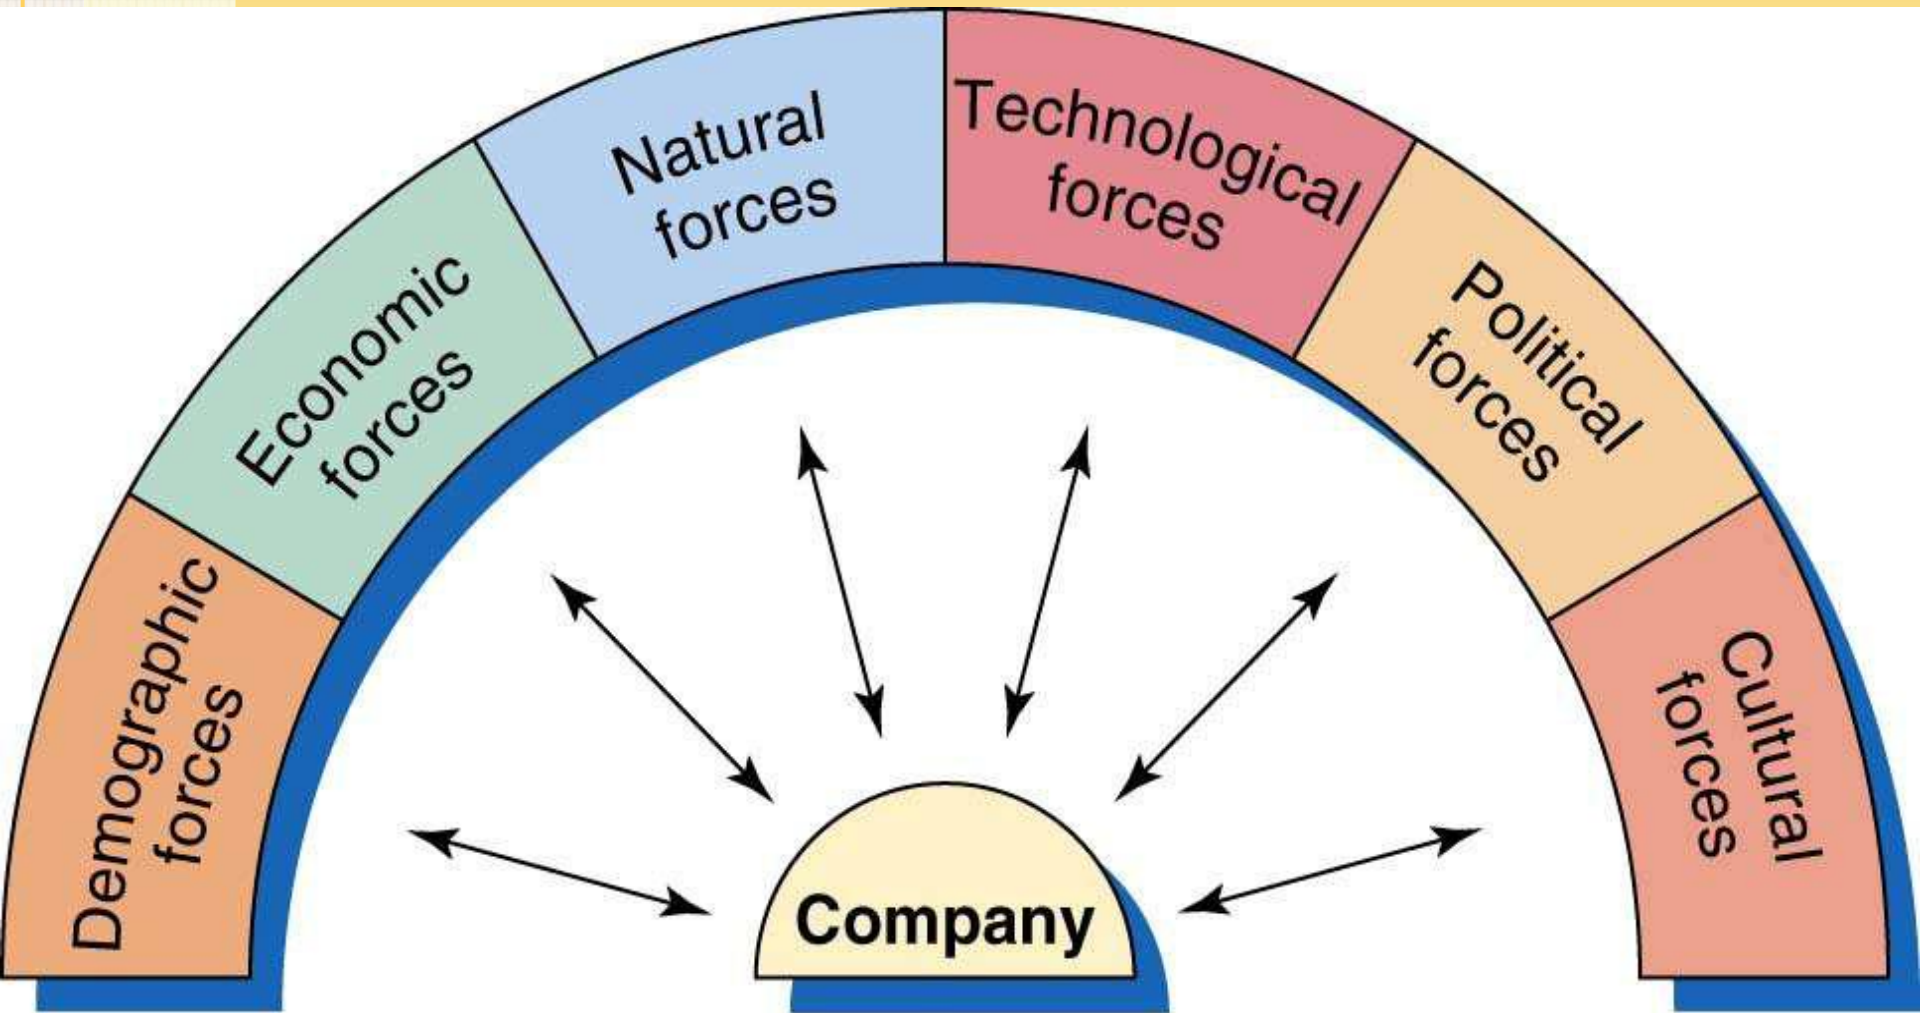 Demographic
forces
Economic
forces
Natural
forces
Technological
forces
Political
forces
Cultural
forces
Company